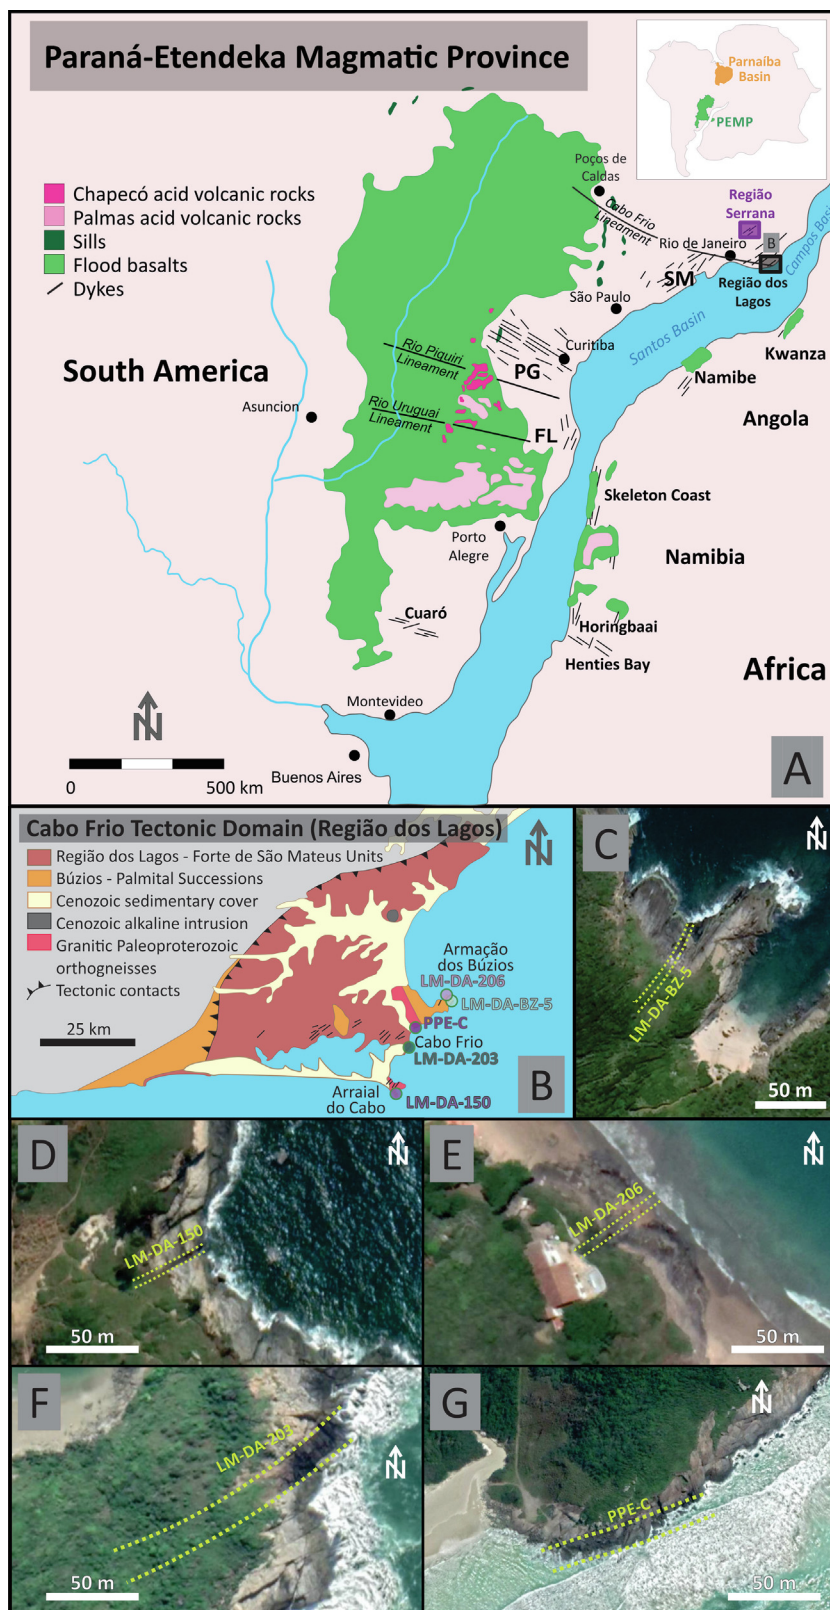 Paraná-Etendeka Magmatic Province
Parnaíba
Basin
PEMP
Chapecó acid volcanic rocks
Palmas acid volcanic rocks
Sills
Flood basalts
Dykes
Poços de
Caldas
Cabo Frio
Lineament
Região
Serrana
Rio de Janeiro
B
Campos Basin
SM
Região dos
Lagos
São Paulo
Santos Basin
Curitiba
Kwanza
Rio Piquiri
Lineament
PG
Namibe
South America
Asuncion
Rio Uruguai
Lineament
FL
Angola
Skeleton Coast
Porto
Alegre
Namibia
Cuaró
Horingbaai
Henties Bay
Africa
Montevideo
N
0
500 km
Buenos Aires
A
Cabo Frio Tectonic Domain (Região dos Lagos)
N
Região dos Lagos - Forte de São Mateus Units
Búzios - Palmital Successions
Cenozoic sedimentary cover
Cenozoic alkaline intrusion
Granitic Paleoproterozoic
orthogneisses
Tectonic contacts
25 km
Armação
dos Búzios
LM-DA-206
LM-DA-BZ-5
PPE-C
Cabo Frio
LM-DA-203
Arraial
do Cabo
LM-DA-150
B
C
N
LM-DA-BZ-5
50 m
D
N
LM-DA-150
50 m
E
N
LM-DA-206
50 m
F
N
LM-DA-203
50 m
G
N
PPE-C
50 m